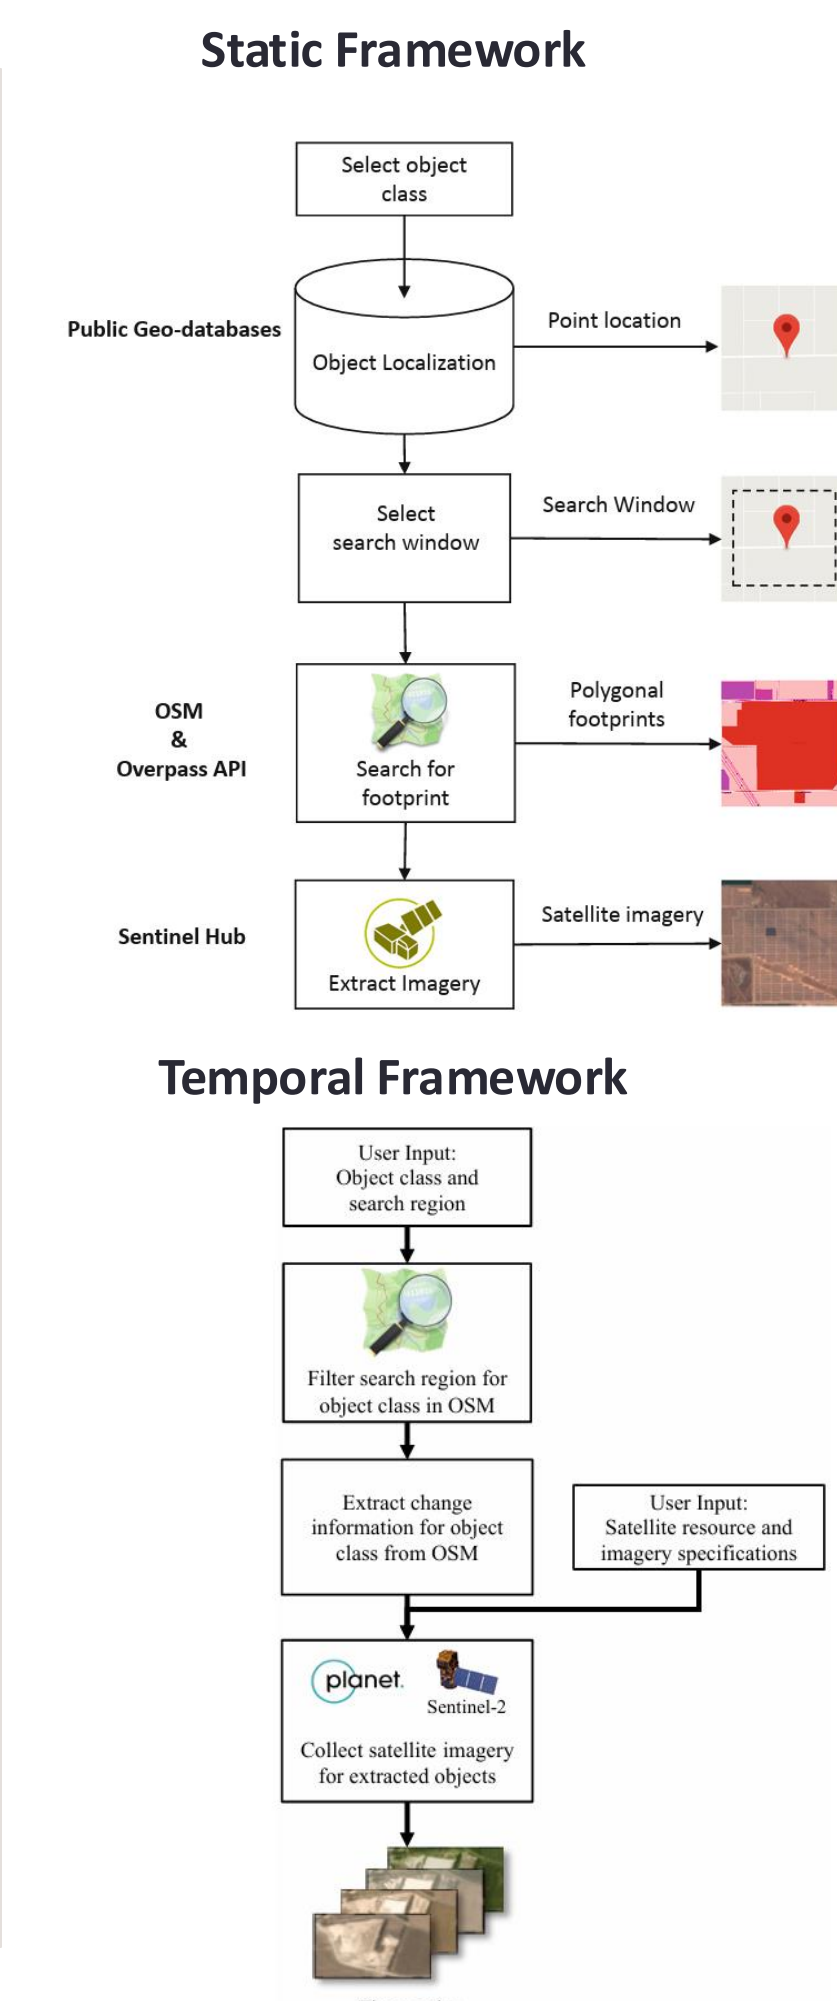 Static Framework
Select object
class
Public Geo-databases
Object Localization
Point location
Select
search window
Search Window
OSM
&
Overpass API
Search for
footprint
Polygonal
footprints
Sentinel Hub
Extract Imagery
Satellite imagery
Temporal Framework
User Input:
Object class and
search region
Filter search region for
object class in OSM
Extract change
information for object
class from OSM
User Input:
Satellite resource and
imagery specifications
planet.
Sentinel-2
Collect satellite imagery
for extracted objects